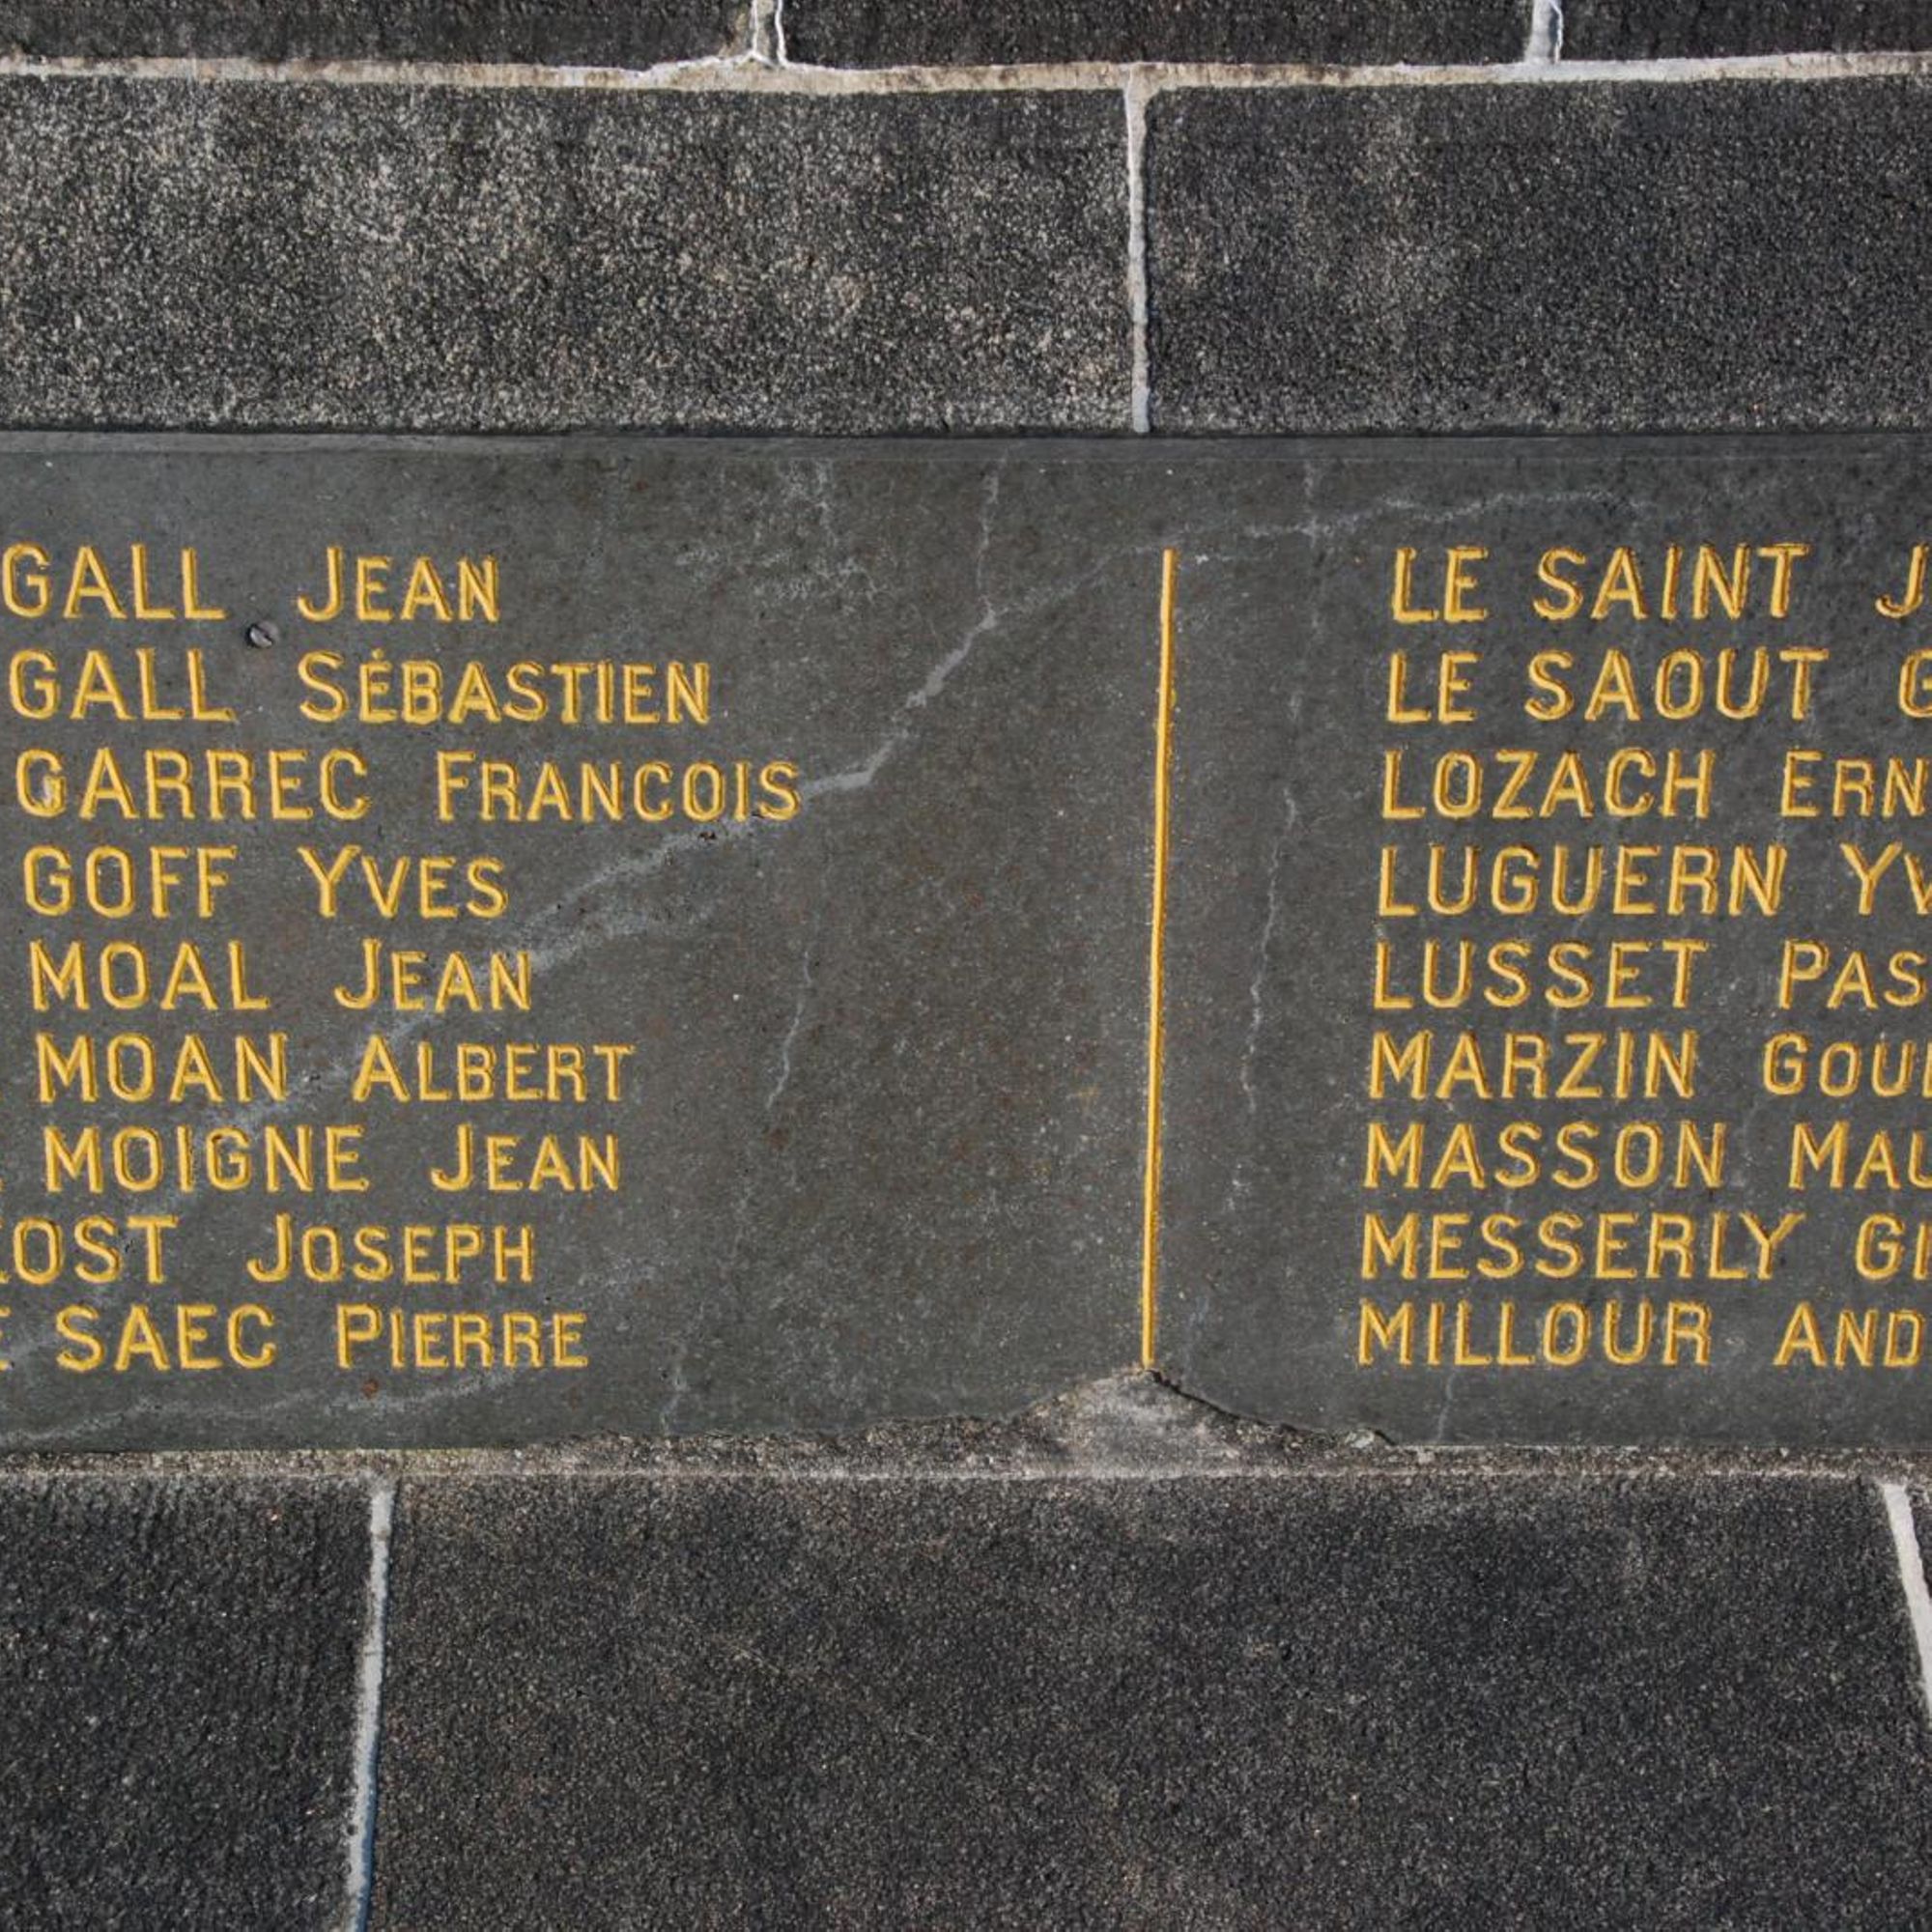 GALL JEAN
GALL SÉBASTIEN
GARREC FRANCOIS
GOFF YVES
MOAL JEAN
MOAN ALBERT
MOIGNE JEAN
JOSEPH
SAEC PIERRE
LE SAINT
LE SAOUT
LOZACH
LUGUERN
LUSSET
MARZIN
MASSON
MESSERLY
MILLOUR